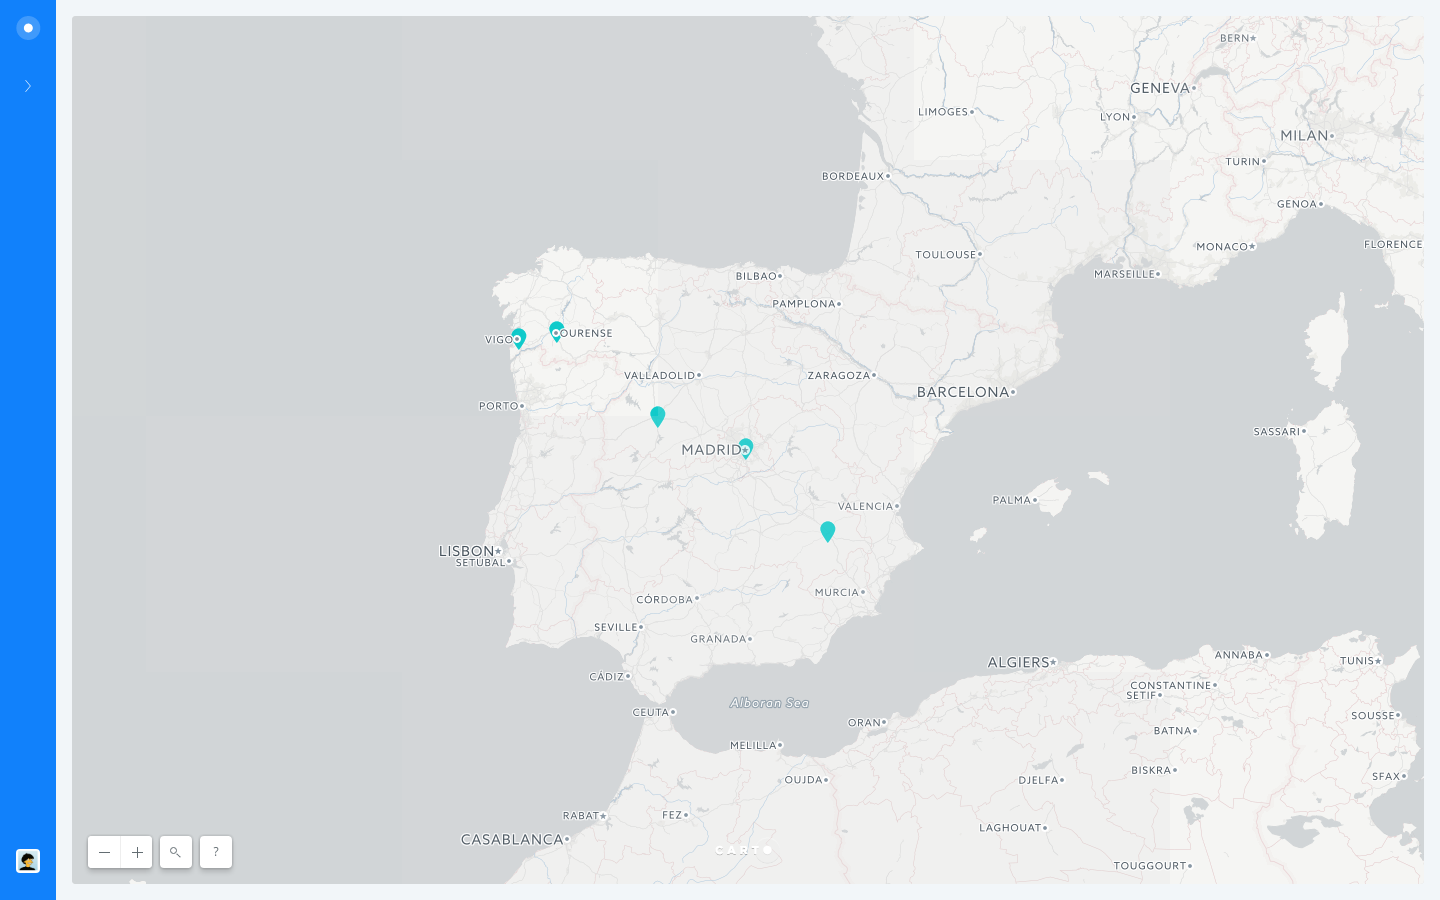 BERN
GENEVA
LIMOGES
LYON
MILAN
TURIN
BORDEAUX
GENOA
MONACO
FLORENCE
TOULOUSE
MARSEILLE
BILBAO
PAMPLONA
OURENSE
VIGO
VALLADOLID
ZARAGOZA
BARCELONA
PORTO
SASSARI
MADRID
PALMA
VALENCIA
LISBON
SETÚBAL
MURCIA
CÓRDOBA
SEVILLE
GRANADA
ANNABA
ALGIERS
TUNIS
CÁDIZ
CONSTANTINE
SETIF
Alboran Sea
CEUTA
SOUSSE
ORAN
BATNA
MELILLA
BISKRA
SFAX
OUJDA
DJELFA
RABAT
FEZ
LAGHOUAT
CASABLANCA
CARTO
?
TOUGGOURT